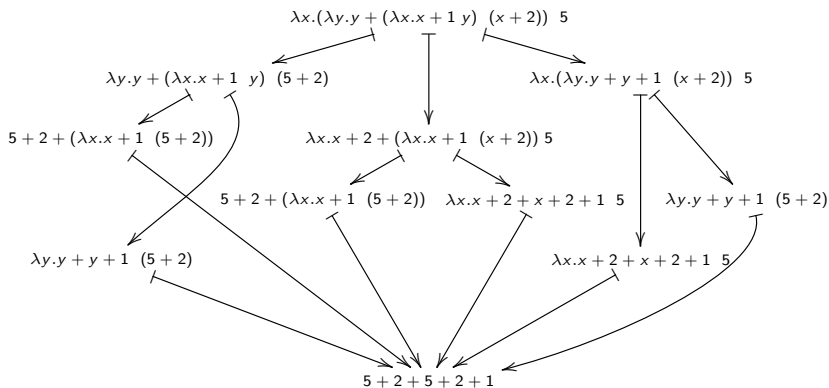 λx.(λy.y + (λx.x + 1 y) (x + 2)) 5
λy.y + (λx.x + 1 y) (5 + 2)
λx.(λy.y + y + 1 (x + 2)) 5
5 + 2 + (λx.x + 1 (5 + 2))
λx.x + 2 + (λx.x + 1 (x + 2)) 5
5 + 2 + (λx.x + 1 (5 + 2))
λx.x + 2 + x + 2 + 1 5
λy.y + y + 1 (5 + 2)
λy.y + y + 1 (5 + 2)
λx.x + 2 + x + 2 + 1 5
5 + 2 + 5 + 2 + 1